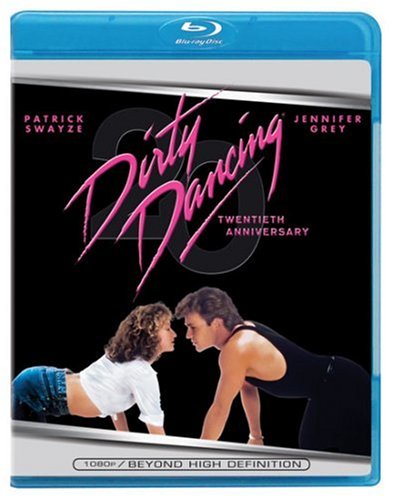 Blu-ray Disc
PATRICK
SWAYZE
JENNIFER
GREY
20
Dirty
Dancing
TWENTIETH
ANNIVERSARY
1080P / BEYOND HIGH DEFINITION